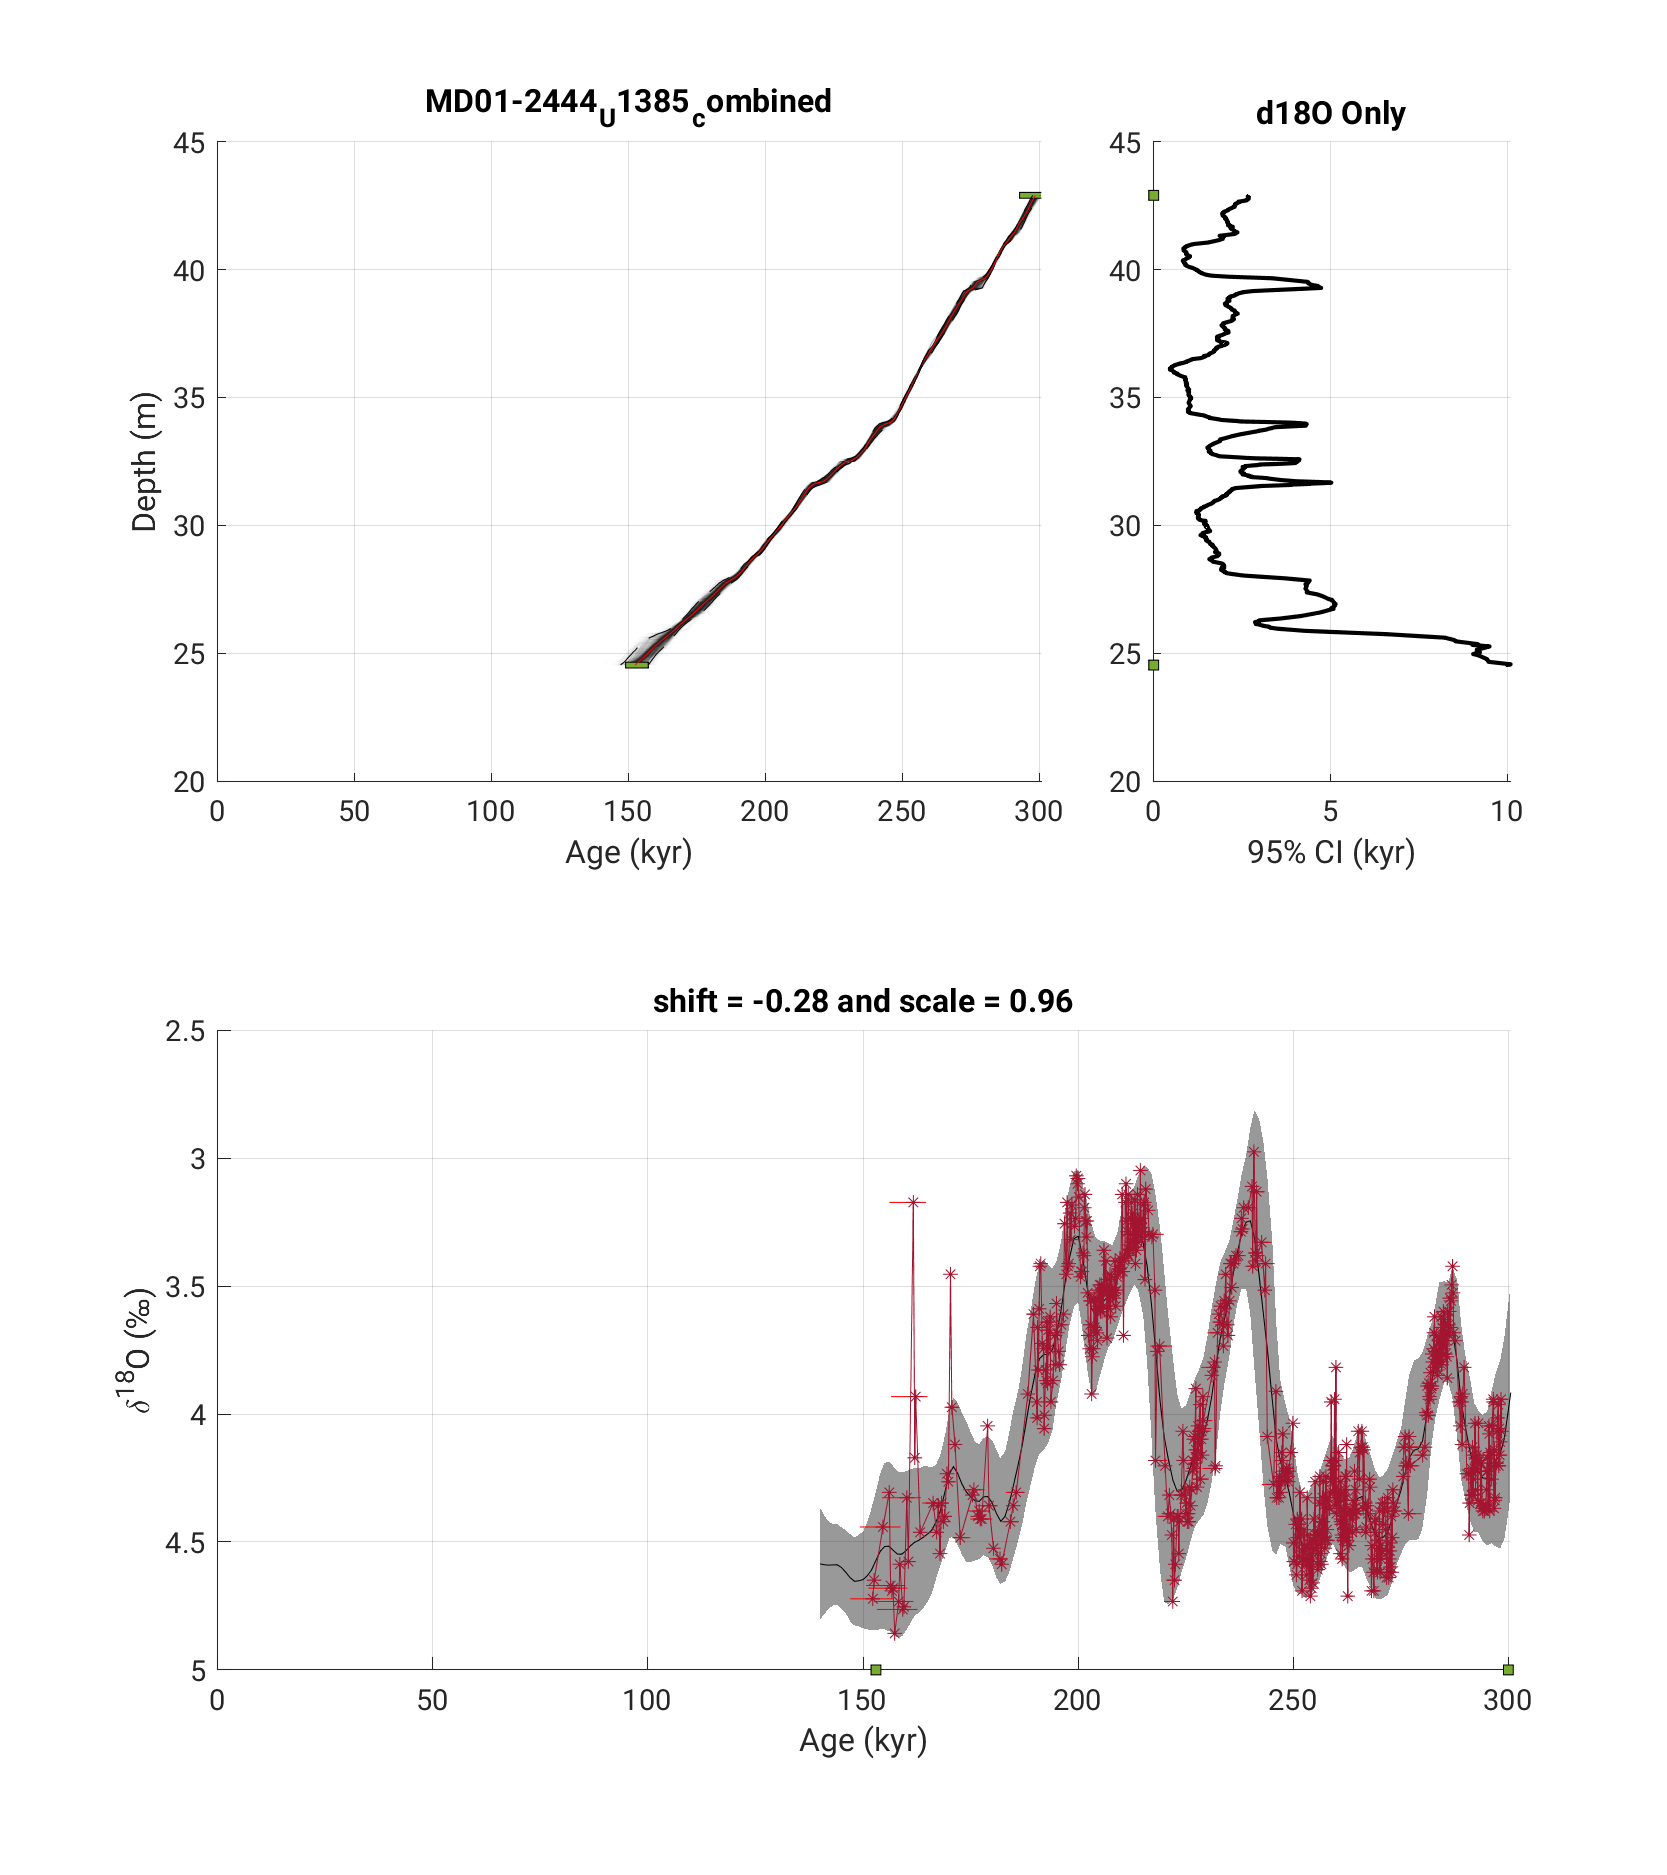 MD01-2444U1385combined
d18O Only
45
40
35
30
25
20
Depth (m)
0 50 100 150 200 250 300
Age (kyr)
45
40
35
30
25
20
0 5 10
95% CI (kyr)
shift = -0.28 and scale = 0.96
2.5
3
3.5
4
4.5
5
δ18O (‰)
0 50 100 150 200 250 300
Age (kyr)